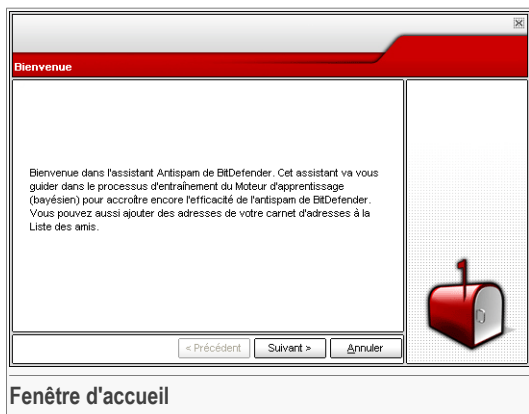 Bienvenue
Bienvenue dans l'assistant Antispam de BitDefender. Cet assistant va vous
guider dans le processus d'entraînement du Moteur d'apprentissage
(bayésien) pour accroître encore l'efficacité de l'antispam de BitDefender.
Vous pouvez aussi ajouter des adresses de votre carnet d'adresses à la
Liste des amis.
< Précédent Suivant > Annuler
Fenêtre d'accueil